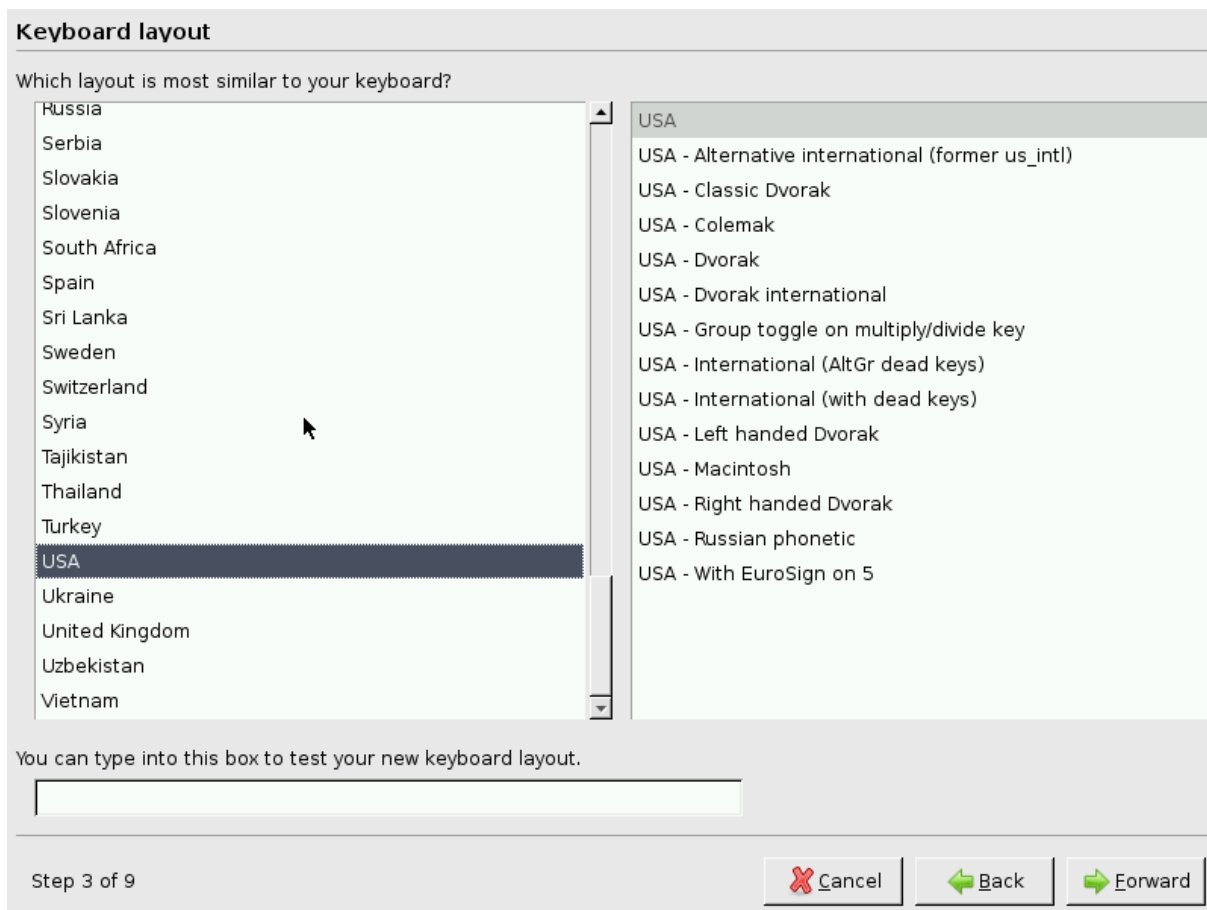 Keyboard layout
Which layout is most similar to your keyboard?
Russia
Serbia
Slovakia
Slovenia
South Africa
Spain
Sri Lanka
Sweden
Switzerland
Syria
Tajikistan
Thailand
Turkey
USA
Ukraine
United Kingdom
Uzbekistan
Vietnam
USA
USA - Alternative international (former us_intl)
USA - Classic Dvorak
USA - Colemak
USA - Dvorak
USA - Dvorak international
USA - Group toggle on multiply/divide key
USA - International (AltGr dead keys)
USA - International (with dead keys)
USA - Left handed Dvorak
USA - Macintosh
USA - Right handed Dvorak
USA - Russian phonetic
USA - With EuroSign on 5
You can type into this box to test your new keyboard layout.
Step 3 of 9
Cancel
Back
Forward